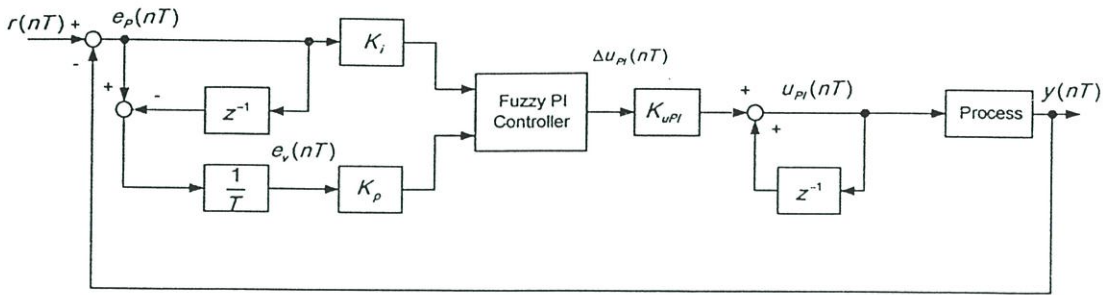 r(nT)
+
-
e_P(nT)
K_i
+
-
z⁻¹
1
T
e_v(nT)
K_p
Fuzzy PI
Controller
Δu_PI(nT)
K_uPI
+
+
u_PI(nT)
z⁻¹
Process
y(nT)